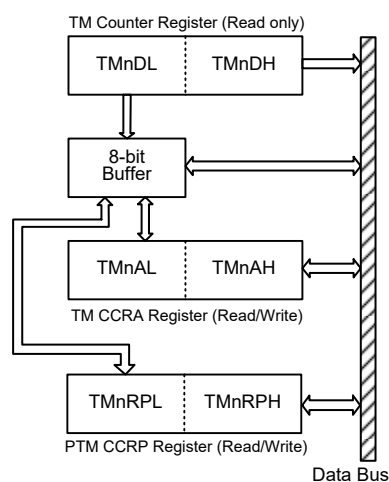 TM Counter Register (Read only)
TMnDL TMnDH
8-bit
Buffer
TMnAL TMnAH
TM CCRA Register (Read/Write)
TMnRPL TMnRPH
PTM CCRP Register (Read/Write)
Data Bus